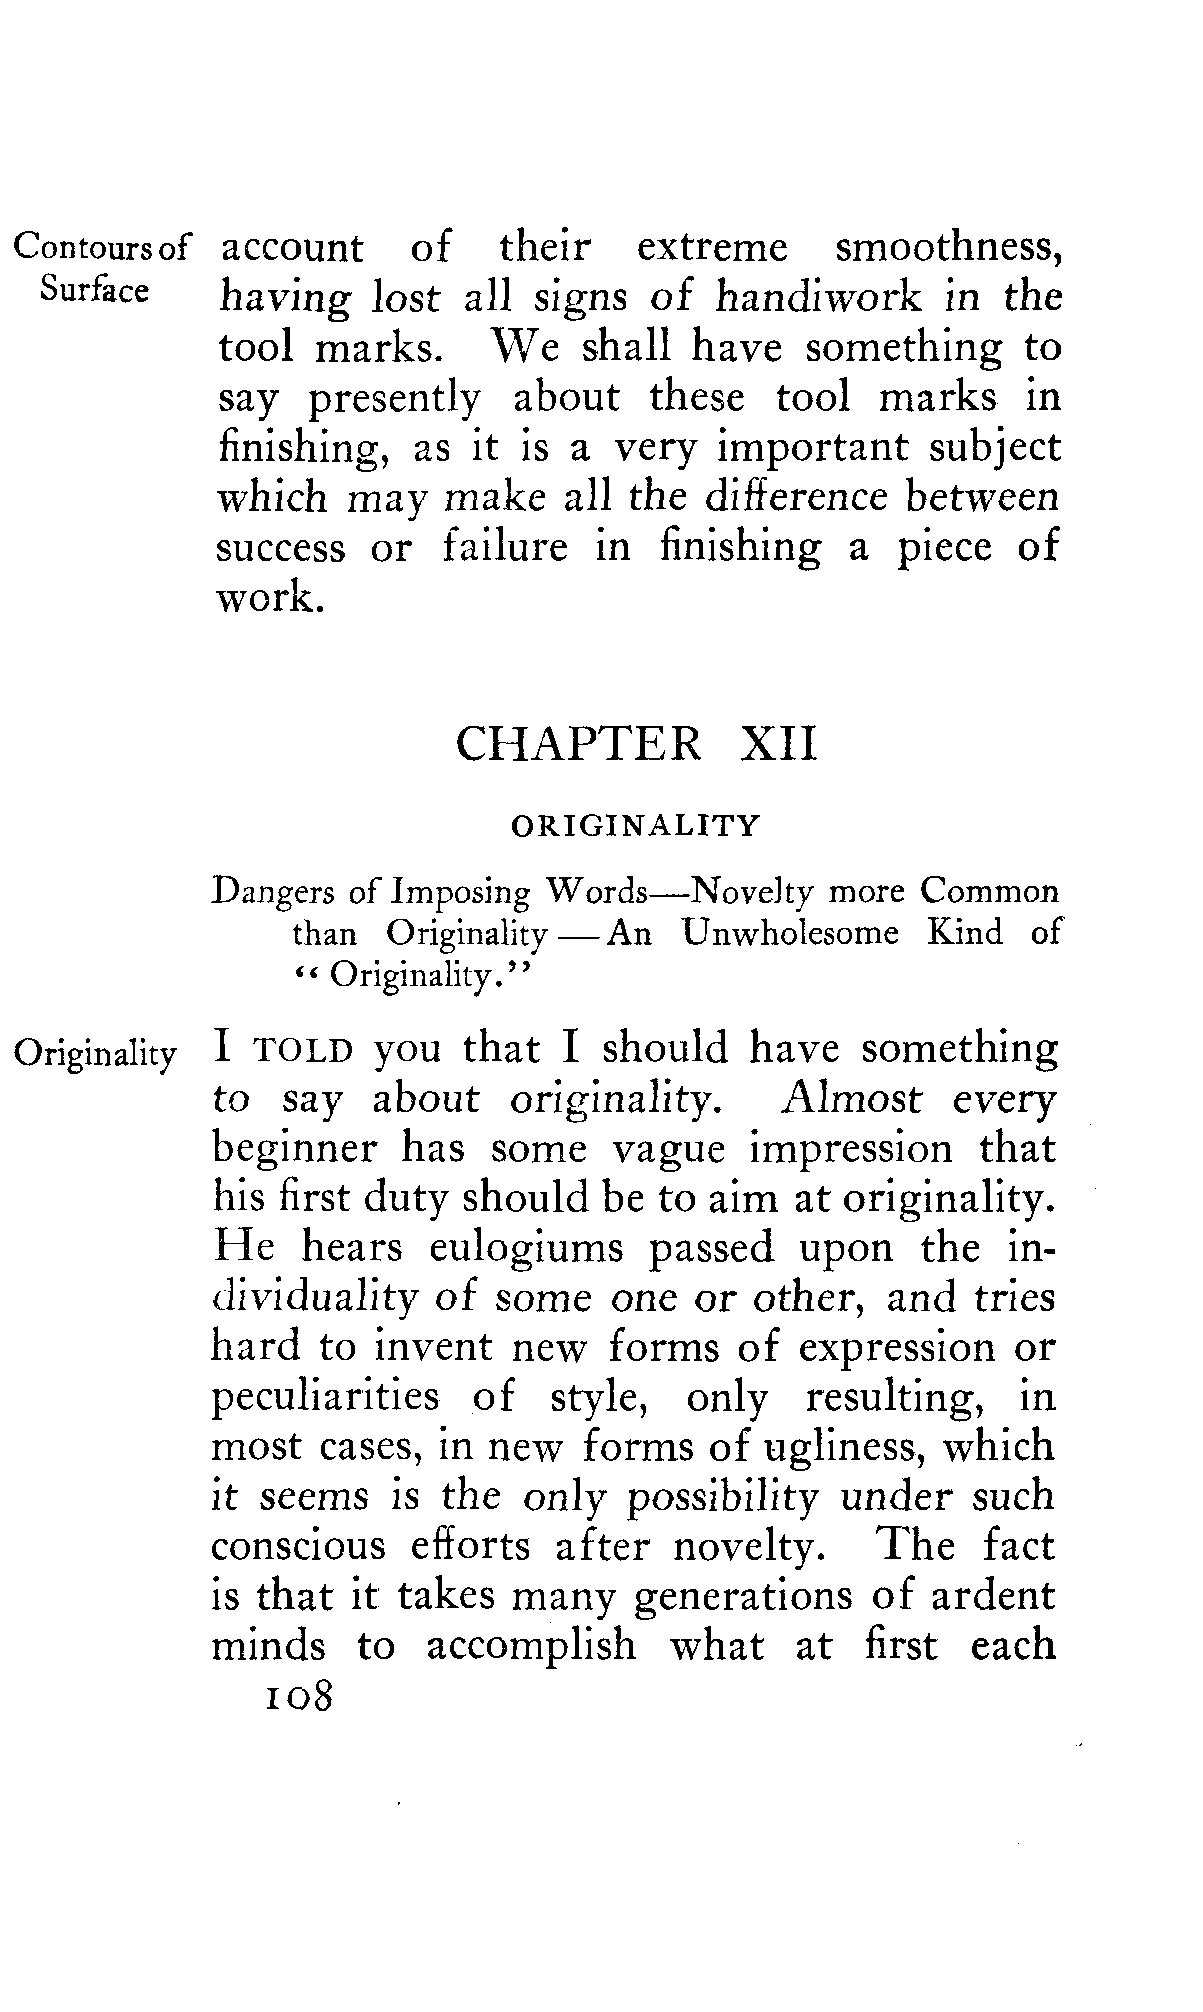 Contours of account of their extreme smoothness,
Surface having lost all signs of handiwork in the
tool marks. We shall have something to
say presently about these tool marks in
finishing, as it is a very important subject
which may make all the difference between
success or failure in finishing a piece of
work.
CHAPTER XII
ORIGINALITY
Dangers of Imposing Words—Novelty more Common
than Originality—An Unwholesome Kind of
“Originality.”
Originality I TOLD you that I should have something
to say about originality. Almost every
beginner has some vague impression that
his first duty should be to aim at originality.
He hears eulogiums passed upon the in-
dividuality of some one or other, and tries
hard to invent new forms of expression or
peculiarities of style, only resulting, in
most cases, in new forms of ugliness, which
it seems is the only possibility under such
conscious efforts after novelty. The fact
is that it takes many generations of ardent
minds to accomplish what at first each
108